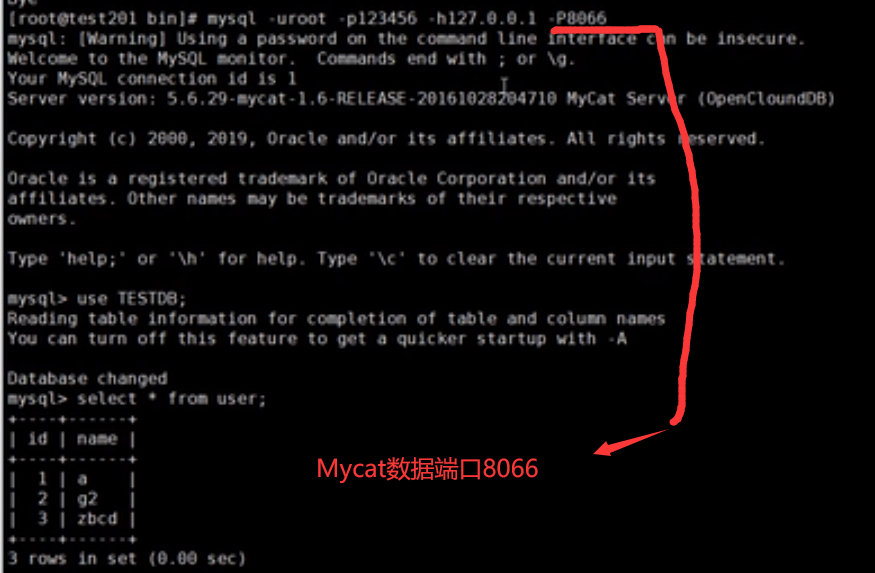 bye
[root@test201 bin]# mysql -uroot -p123456 -h127.0.0.1 -P8066
mysql: [Warning] Using a password on the command line interface can be insecure.
Welcome to the MySQL monitor.  Commands end with ; or \g.
Your MySQL connection id is 1
Server version: 5.6.29-mycat-1.6-RELEASE-20161028204710 MyCat Server (OpenCloundDB)
Copyright (c) 2000, 2019, Oracle and/or its affiliates. All rights reserved.
Oracle is a registered trademark of Oracle Corporation and/or its
affiliates. Other names may be trademarks of their respective
owners.
Type 'help;' or '\h' for help. Type '\c' to clear the current input statement.
mysql> use TESTDB;
Reading table information for completion of table and column names
You can turn off this feature to get a quicker startup with -A
Database changed
mysql> select * from user;
+----+------+
| id | name |
+----+------+
|  1 | a    |
|  2 | g2   |
|  3 | zbcd |
+----+------+
3 rows in set (0.00 sec)
Mycat数据端口8066